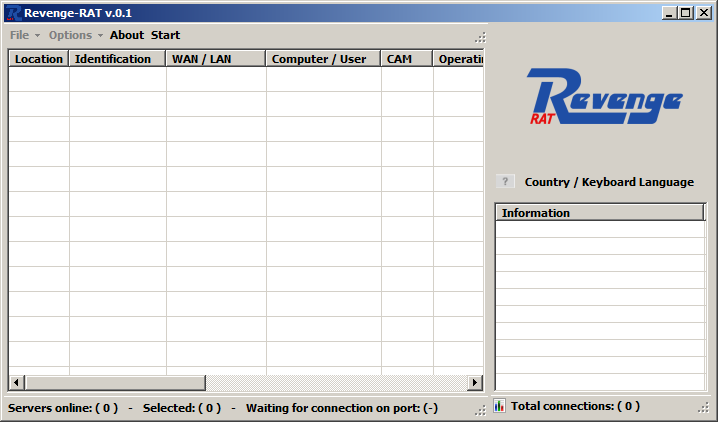 Revenge-RAT v.0.1
File Options About Start
Location Identification WAN / LAN Computer / User CAM Operatin
Revenge
RAT
? Country / Keyboard Language
Information
Servers online: ( 0 ) - Selected: ( 0 ) - Waiting for connection on port: (-)
Total connections: ( 0 )